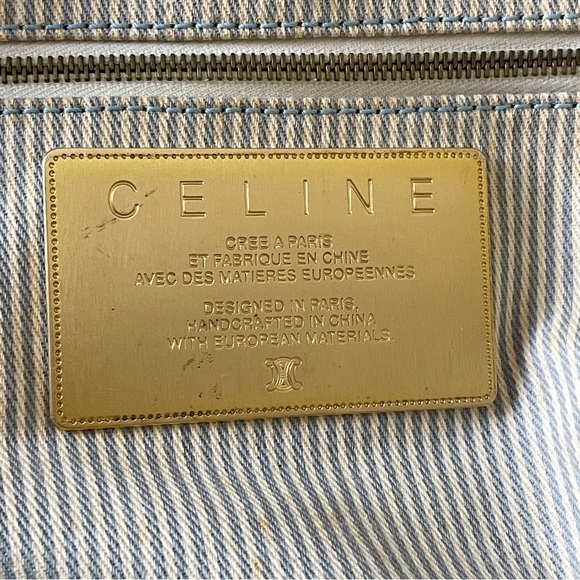 CELINE
CREE A PARIS
ET FABRIQUE EN CHINE
AVEC DES MATIERES EUROPEENNES
DESIGNED IN PARIS,
HANDCRAFTED IN CHINA
WITH EUROPEAN MATERIALS.